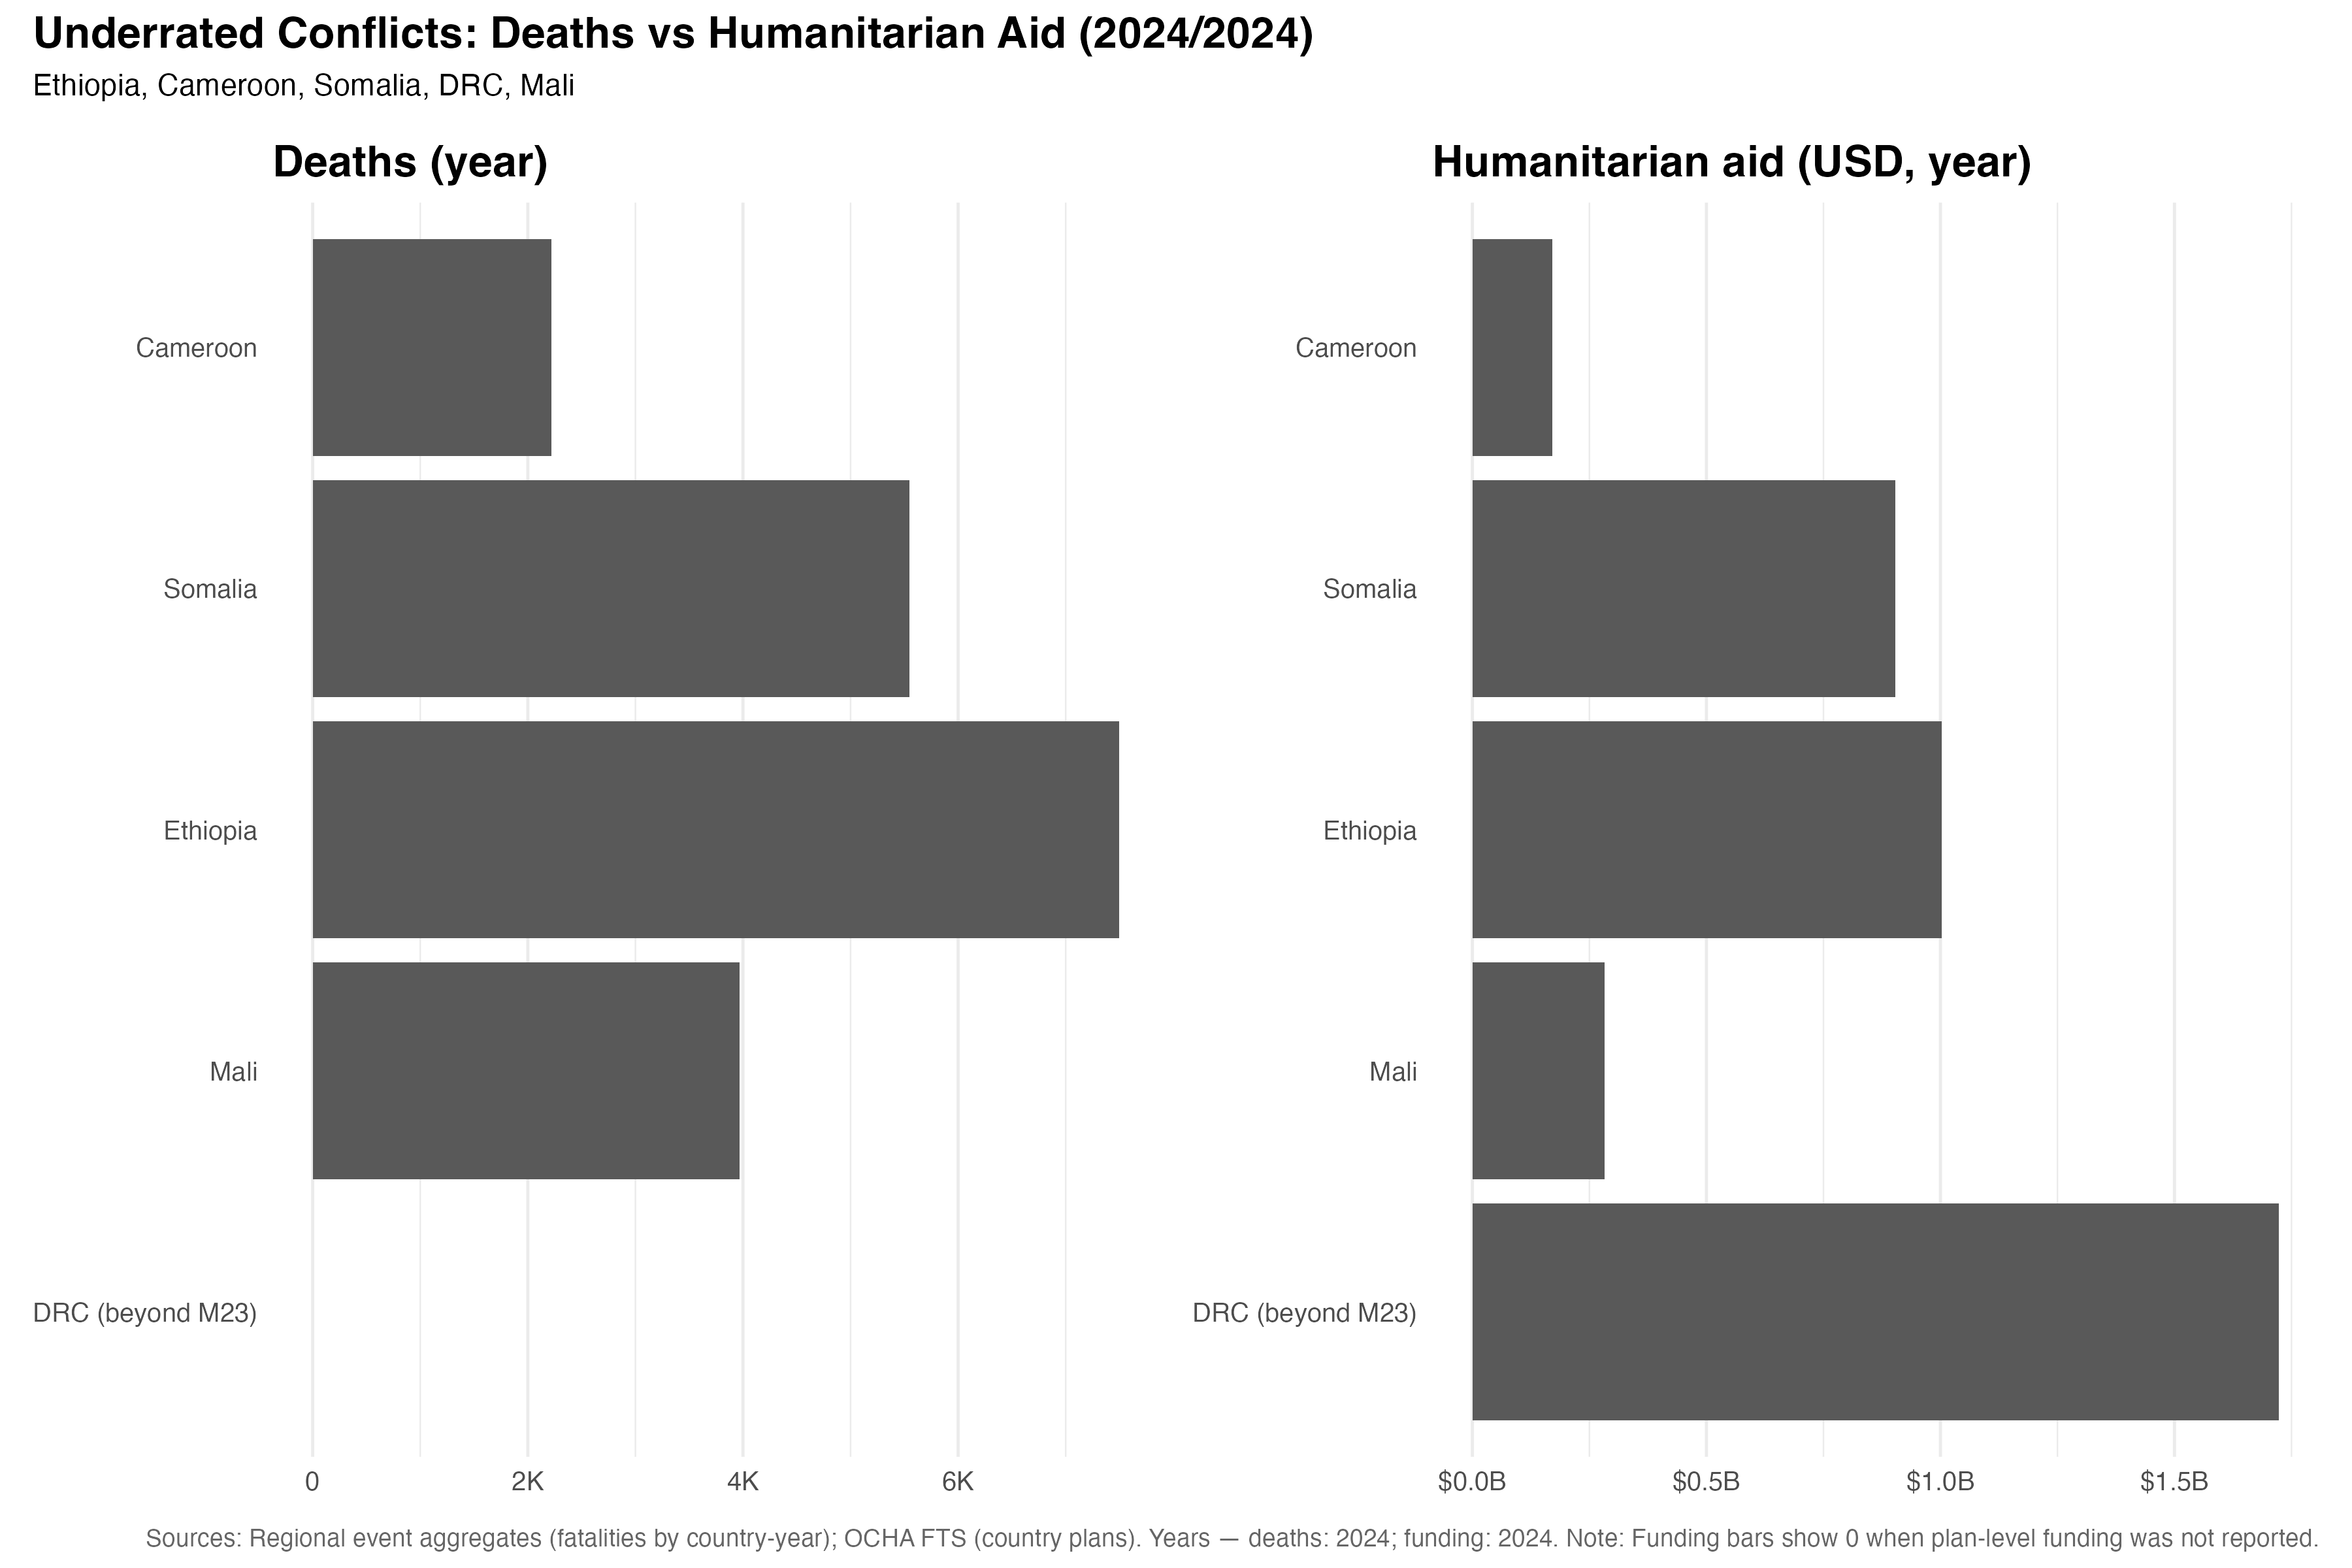 Underrated Conflicts: Deaths vs Humanitarian Aid (2024/2024)
Ethiopia, Cameroon, Somalia, DRC, Mali
Deaths (year)
Cameroon
Somalia
Ethiopia
Mali
DRC (beyond M23)
0 2K 4K 6K
Humanitarian aid (USD, year)
Cameroon
Somalia
Ethiopia
Mali
DRC (beyond M23)
$0.0B $0.5B $1.0B $1.5B
Sources: Regional event aggregates (fatalities by country-year); OCHA FTS (country plans). Years — deaths: 2024; funding: 2024. Note: Funding bars show 0 when plan-level funding was not reported.